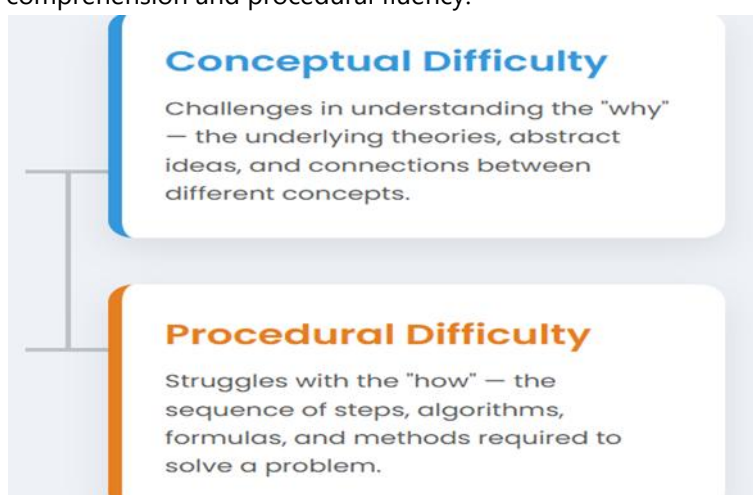 comprehension and procedural fluency.
Conceptual Difficulty
Challenges in understanding the "why"
— the underlying theories, abstract
ideas, and connections between
different concepts.
Procedural Difficulty
Struggles with the "how" — the
sequence of steps, algorithms,
formulas, and methods required to
solve a problem.